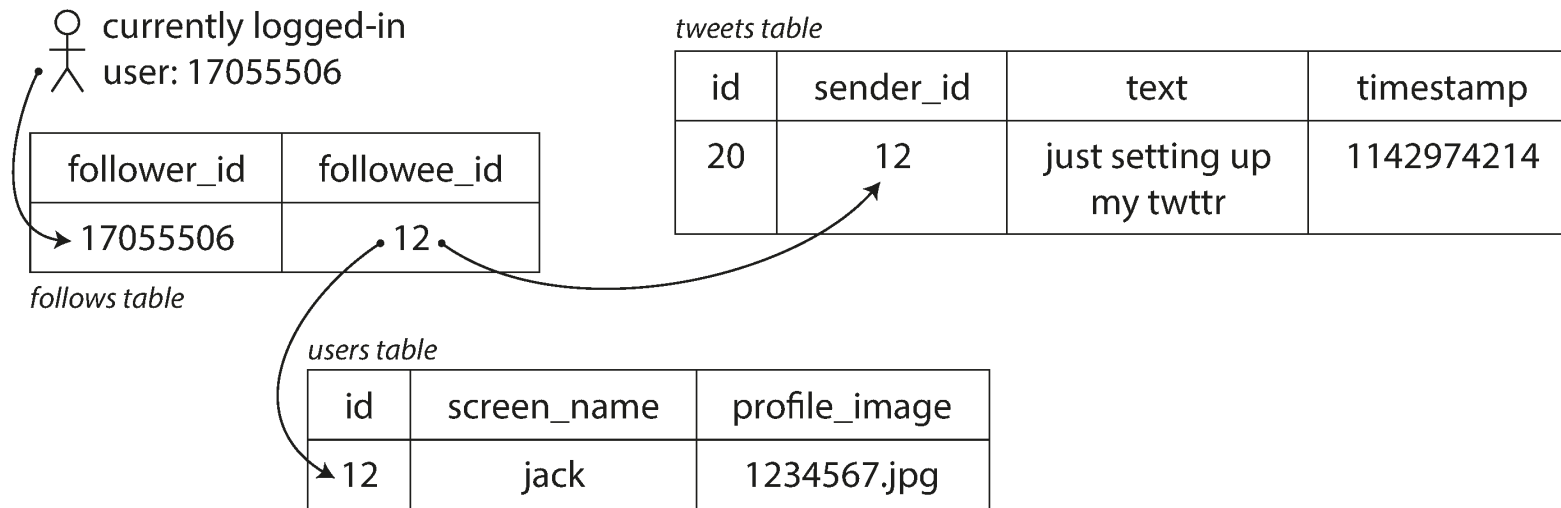 currently logged-in
user: 17055506
tweets table
id sender_id text timestamp
20 12 just setting up 1142974214
my twttr
follower_id followee_id
17055506 12
follows table
users table
id screen_name profile_image
12 jack 1234567.jpg